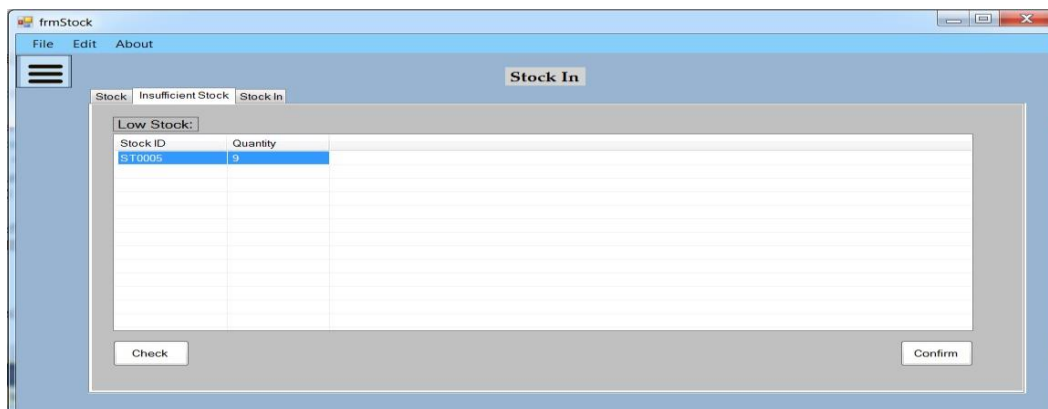 frmStock
File Edit About
Stock In
Stock Insufficient Stock Stock In
Low Stock:
Stock ID Quantity
ST0005 9
Check Confirm